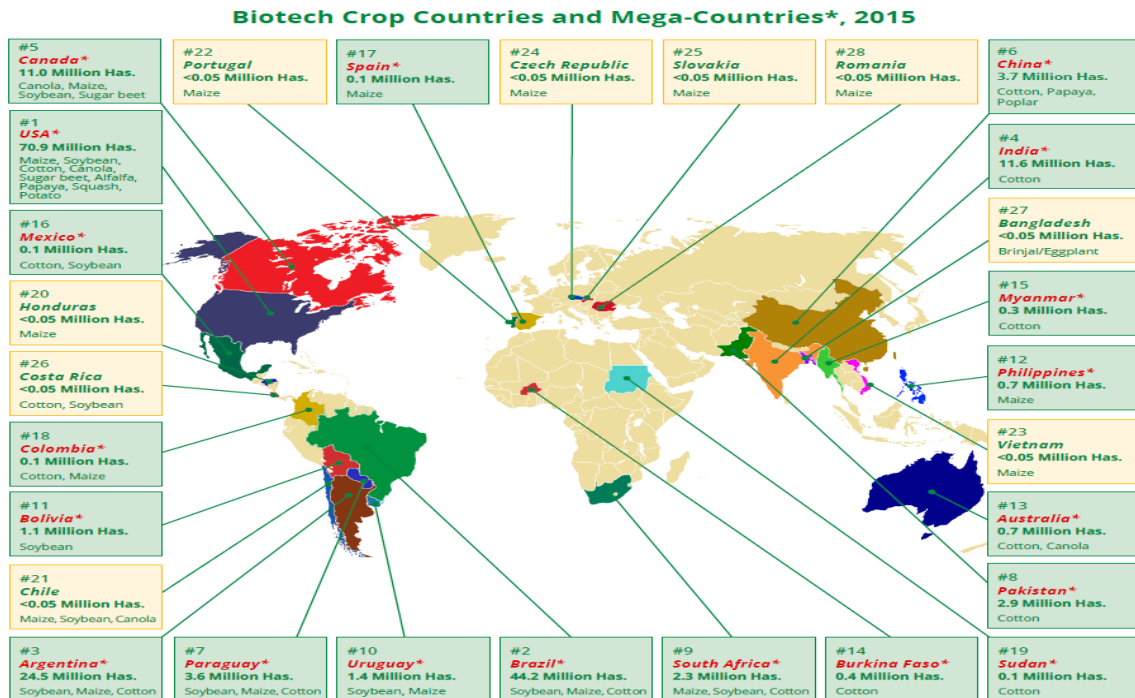 Biotech Crop Countries and Mega-Countries*, 2015
#5
Canada*
11.0 Million Has.
Canola, Maize,
Soybean, Sugar beet
#22
Portugal
<0.05 Million Has.
Maize
#17
Spain*
0.1 Million Has.
Maize
#24
Czech Republic
<0.05 Million Has.
Maize
#25
Slovakia
<0.05 Million Has.
Maize
#28
Romania
<0.05 Million Has.
Maize
#6
China*
3.7 Million Has.
Cotton, Papaya,
Poplar
#1
USA*
70.9 Million Has.
Maize, Soybean,
Cotton, Canola,
Sugar beet, Alfalfa,
Papaya, Squash,
Potato
#4
India*
11.6 Million Has.
Cotton
#16
Mexico*
0.1 Million Has.
Cotton, Soybean
#27
Bangladesh
<0.05 Million Has.
Brinjal/Eggplant
#20
Honduras
<0.05 Million Has.
Maize
#15
Myanmar*
0.3 Million Has.
Cotton
#26
Costa Rica
<0.05 Million Has.
Cotton, Soybean
#12
Philippines*
0.7 Million Has.
Maize
#18
Colombia*
0.1 Million Has.
Cotton, Maize
#23
Vietnam
<0.05 Million Has.
Maize
#11
Bolivia*
1.1 Million Has.
Soybean
#13
Australia*
0.7 Million Has.
Cotton, Canola
#21
Chile
<0.05 Million Has.
Maize, Soybean, Canola
#8
Pakistan*
2.9 Million Has.
Cotton
#3
Argentina*
24.5 Million Has.
Soybean, Maize, Cotton
#7
Paraguay*
3.6 Million Has.
Soybean, Maize, Cotton
#10
Uruguay*
1.4 Million Has.
Soybean, Maize
#2
Brazil*
44.2 Million Has.
Soybean, Maize, Cotton
#9
South Africa*
2.3 Million Has.
Maize, Soybean, Cotton
#14
Burkina Faso*
0.4 Million Has.
Cotton
#19
Sudan*
0.1 Million Has.
Cotton